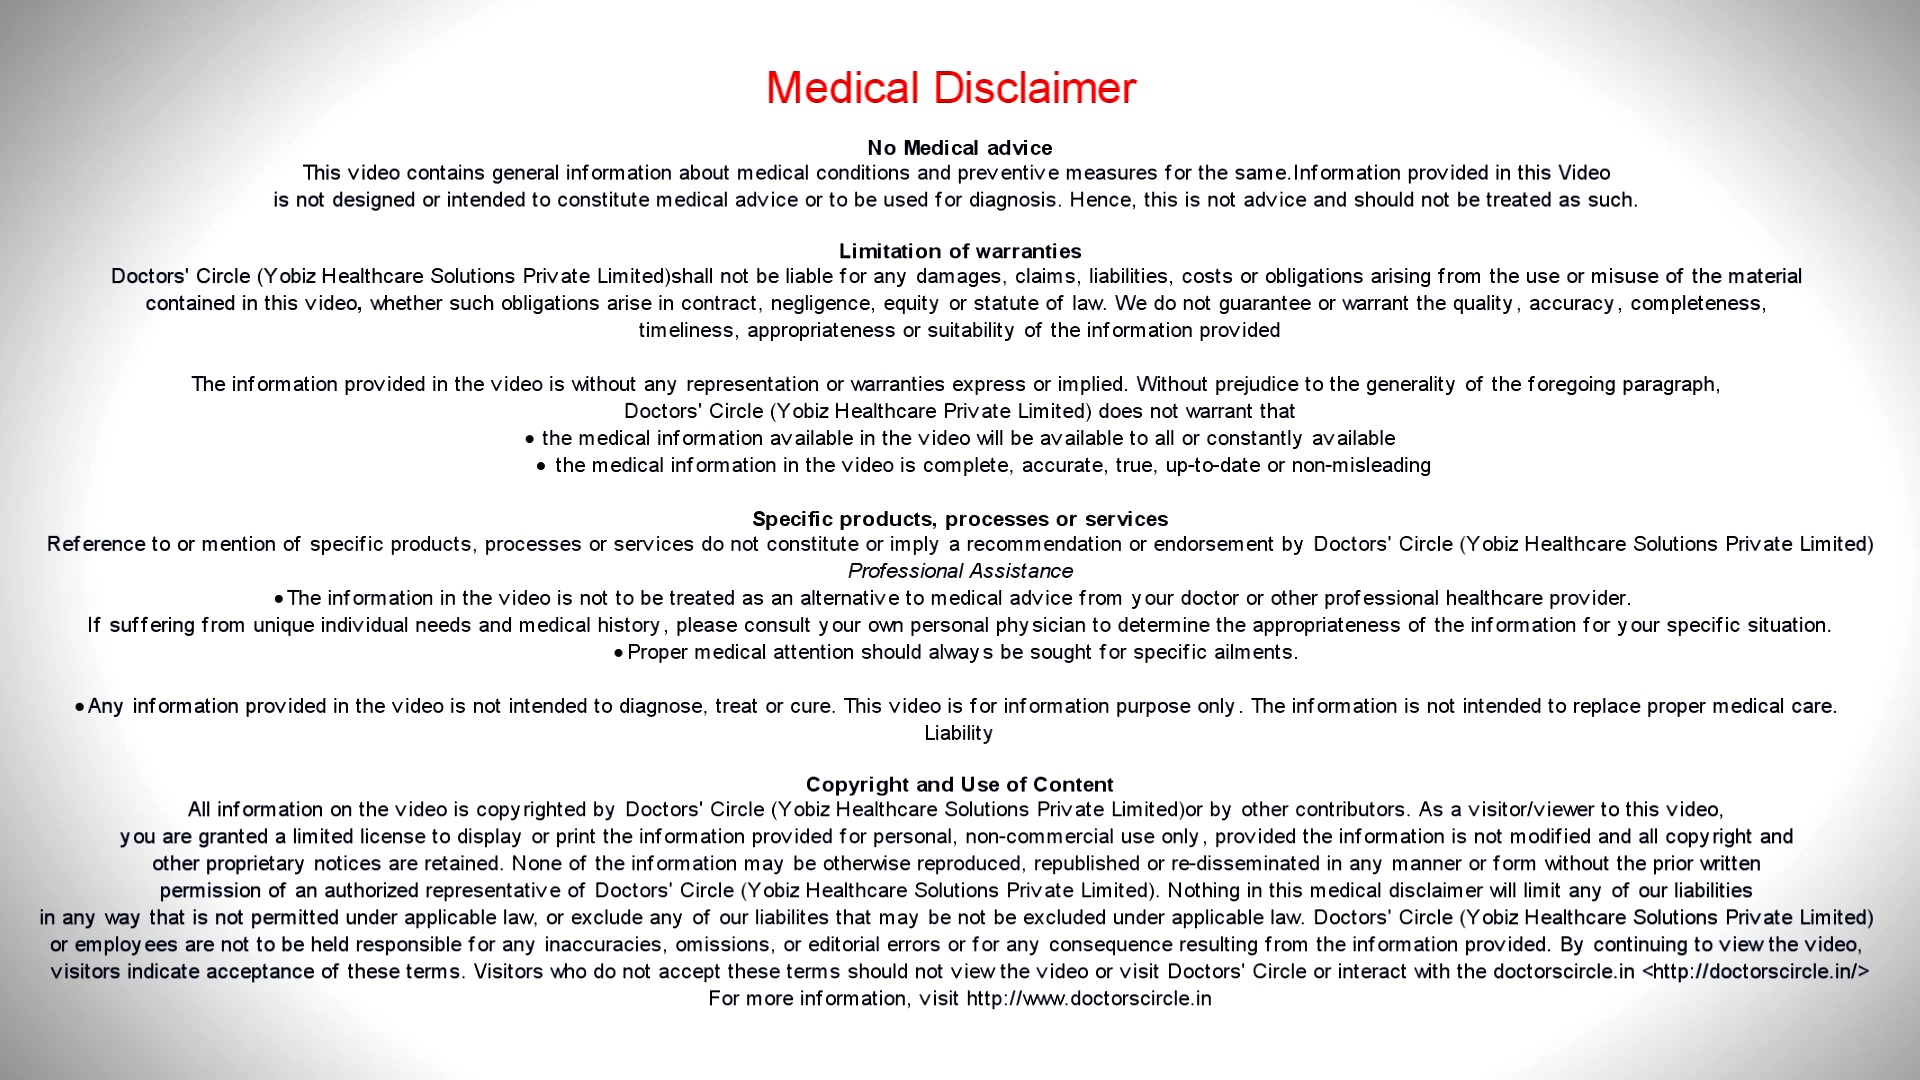 Medical Disclaimer
No Medical advice
This video contains general information about medical conditions and preventive measures for the same.Information provided in this Video
is not designed or intended to constitute medical advice or to be used for diagnosis. Hence, this is not advice and should not be treated as such.
Limitation of warranties
Doctors' Circle (Yobiz Healthcare Solutions Private Limited)shall not be liable for any damages, claims, liabilities, costs or obligations arising from the use or misuse of the material
contained in this video, whether such obligations arise in contract, negligence, equity or statute of law. We do not guarantee or warrant the quality, accuracy, completeness,
timeliness, appropriateness or suitability of the information provided
The information provided in the video is without any representation or warranties express or implied. Without prejudice to the generality of the foregoing paragraph,
Doctors' Circle (Yobiz Healthcare Private Limited) does not warrant that
• the medical information available in the video will be available to all or constantly available
• the medical information in the video is complete, accurate, true, up-to-date or non-misleading
Specific products, processes or services
Reference to or mention of specific products, processes or services do not constitute or imply a recommendation or endorsement by Doctors' Circle (Yobiz Healthcare Solutions Private Limited)
Professional Assistance
•The information in the video is not to be treated as an alternative to medical advice from your doctor or other professional healthcare provider.
If suffering from unique individual needs and medical history, please consult your own personal physician to determine the appropriateness of the information for your specific situation.
•Proper medical attention should always be sought for specific ailments.
•Any information provided in the video is not intended to diagnose, treat or cure. This video is for information purpose only. The information is not intended to replace proper medical care.
Liability
Copyright and Use of Content
All information on the video is copyrighted by Doctors' Circle (Yobiz Healthcare Solutions Private Limited)or by other contributors. As a visitor/viewer to this video,
you are granted a limited license to display or print the information provided for personal, non-commercial use only, provided the information is not modified and all copyright and
other proprietary notices are retained. None of the information may be otherwise reproduced, republished or re-disseminated in any manner or form without the prior written
permission of an authorized representative of Doctors' Circle (Yobiz Healthcare Solutions Private Limited). Nothing in this medical disclaimer will limit any of our liabilities
in any way that is not permitted under applicable law, or exclude any of our liabilites that may be not be excluded under applicable law. Doctors' Circle (Yobiz Healthcare Solutions Private Limited)
or employees are not to be held responsible for any inaccuracies, omissions, or editorial errors or for any consequence resulting from the information provided. By continuing to view the video,
visitors indicate acceptance of these terms. Visitors who do not accept these terms should not view the video or visit Doctors' Circle or interact with the doctorscircle.in <http://doctorscircle.in/>
For more information, visit http://www.doctorscircle.in